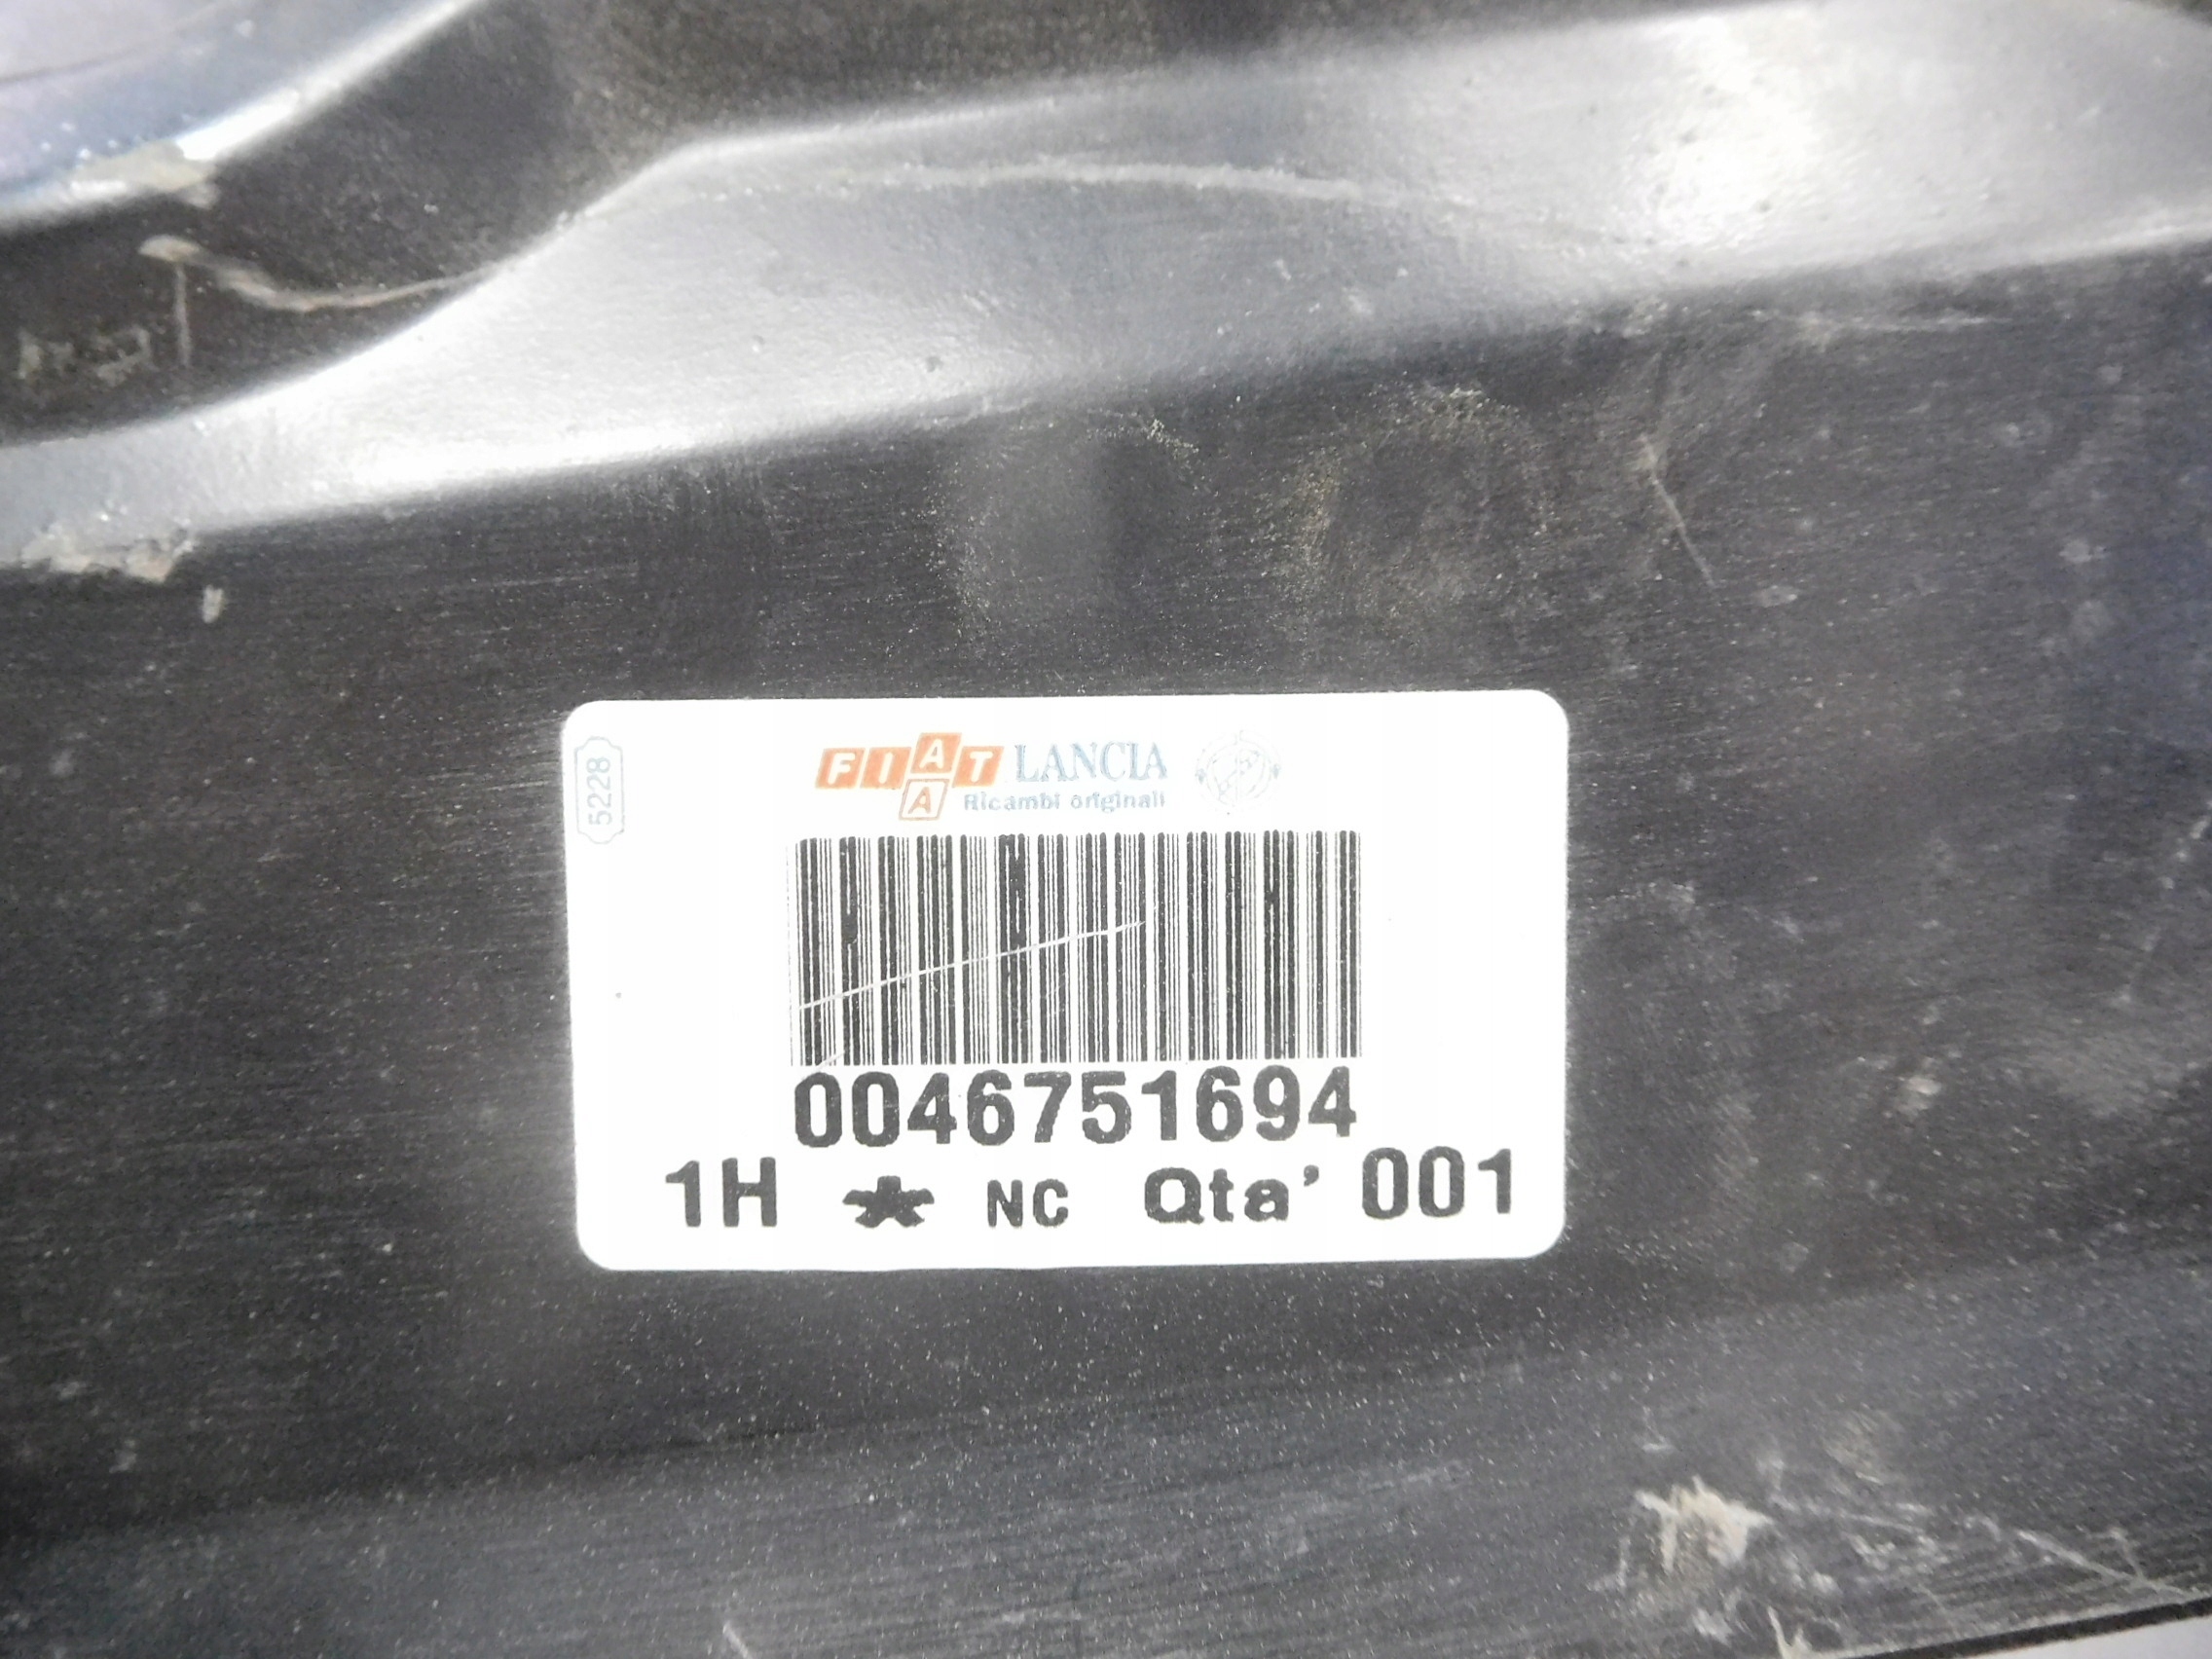 5228
FIAT LANCIA
A Ricambi originali
0046751694
1H * NC Qta' 001